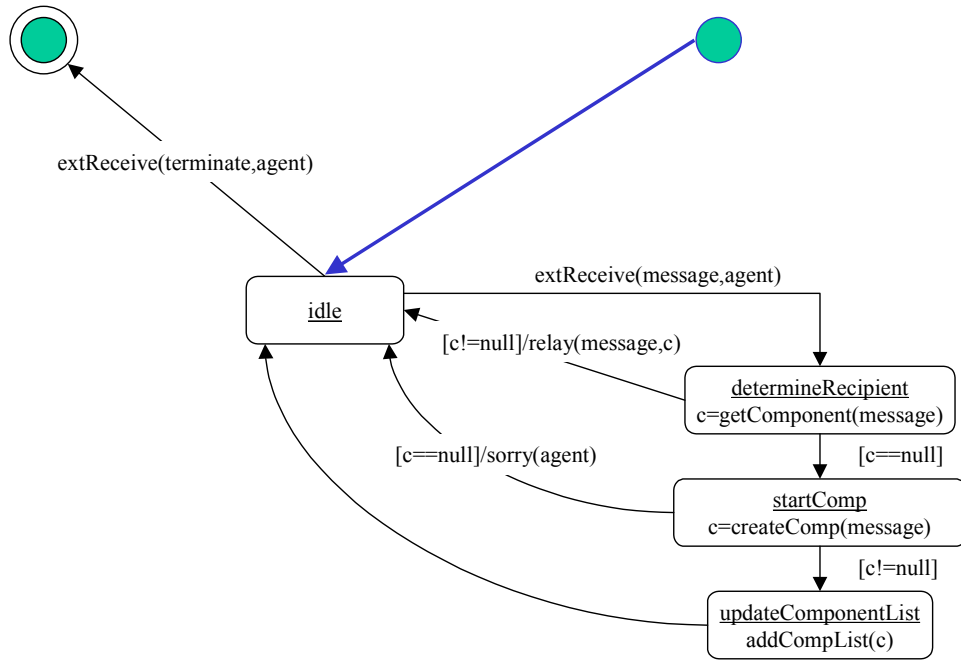 extReceive(terminate,agent)
extReceive(message,agent)
idle
[c!=null]/relay(message,c)
determineRecipient
c=getComponent(message)
[c==null]/sorry(agent)
[c==null]
startComp
c=createComp(message)
[c!=null]
updateComponentList
addCompList(c)